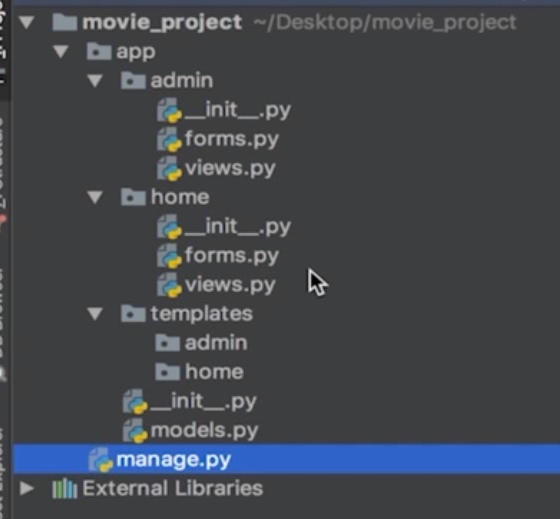 movie_project ~/Desktop/movie_project
app
admin
__init__.py
forms.py
views.py
home
__init__.py
forms.py
views.py
templates
admin
home
__init__.py
models.py
manage.py
External Libraries